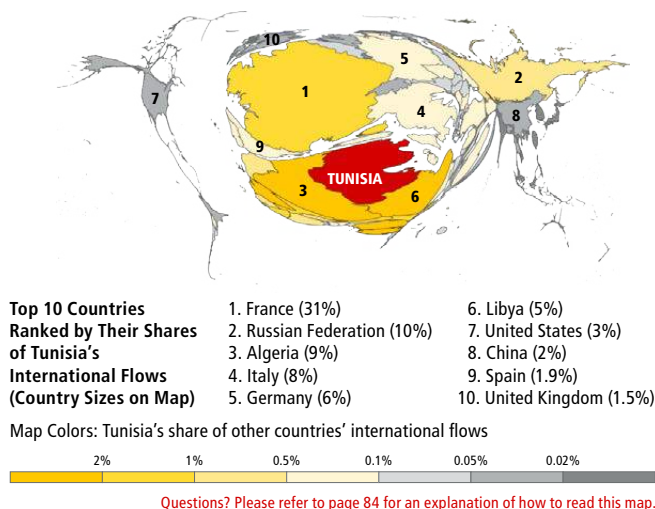 10
5
1
2
7
4
8
9
TUNISIA
3
6
Top 10 Countries
Ranked by Their Shares
of Tunisia's
International Flows
(Country Sizes on Map)
1. France (31%)
2. Russian Federation (10%)
3. Algeria (9%)
4. Italy (8%)
5. Germany (6%)
6. Libya (5%)
7. United States (3%)
8. China (2%)
9. Spain (1.9%)
10. United Kingdom (1.5%)
Map Colors: Tunisia's share of other countries' international flows
2% 1% 0.5% 0.1% 0.05% 0.02%
Questions? Please refer to page 84 for an explanation of how to read this map.